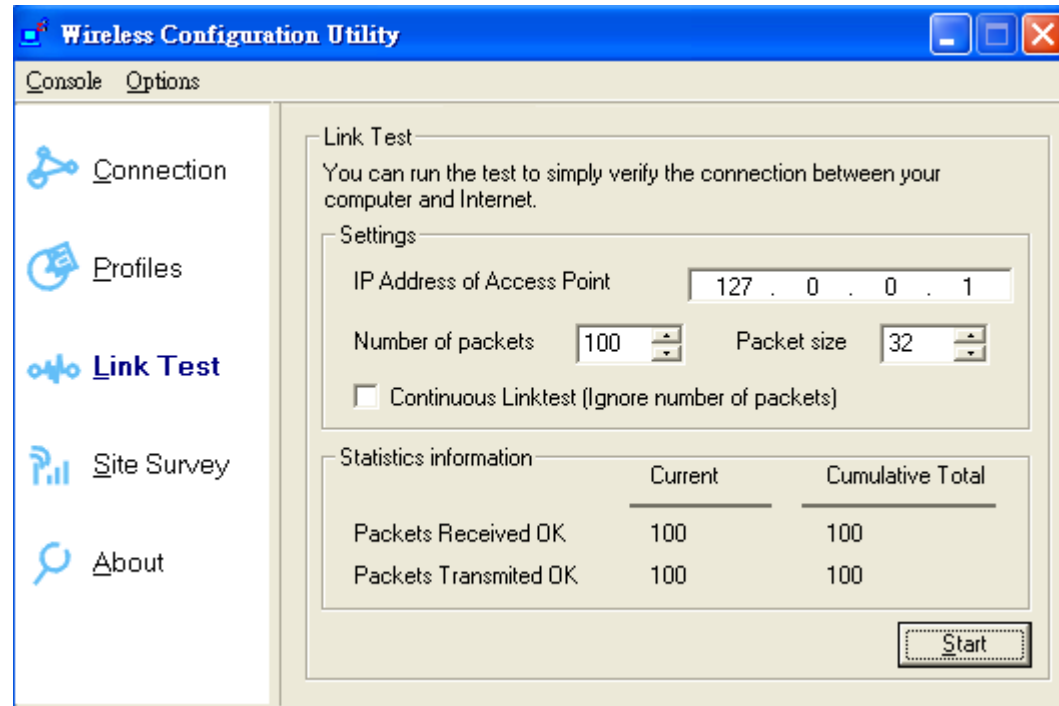 Wireless Configuration Utility
Console Options
Connection
Profiles
Link Test
Site Survey
About
Link Test
You can run the test to simply verify the connection between your
computer and Internet.
Settings
IP Address of Access Point 127 . 0 . 0 . 1
Number of packets 100 Packet size 32
Continuous Linktest (Ignore number of packets)
Statistics information
Current Cumulative Total
Packets Received OK 100 100
Packets Transmited OK 100 100
Start